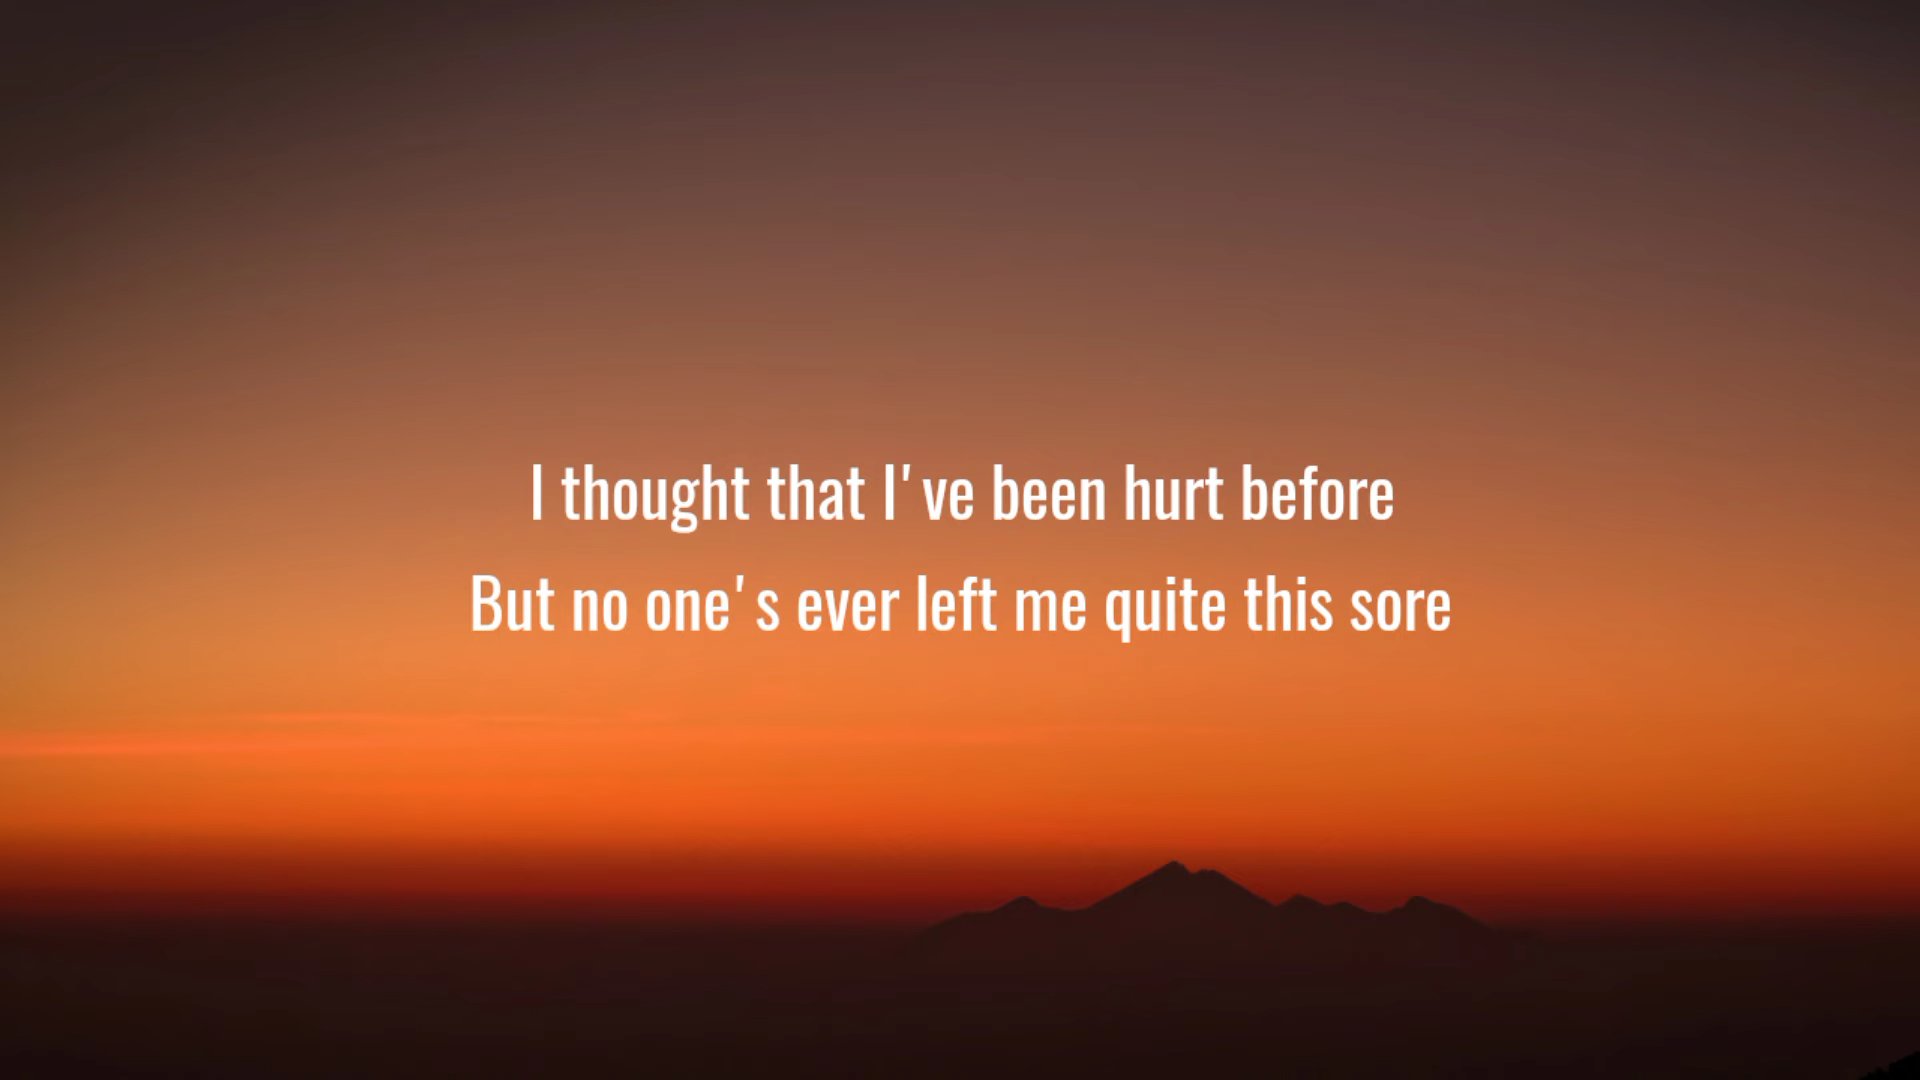 I thought that I've been hurt before
But no one's ever left me quite this sore